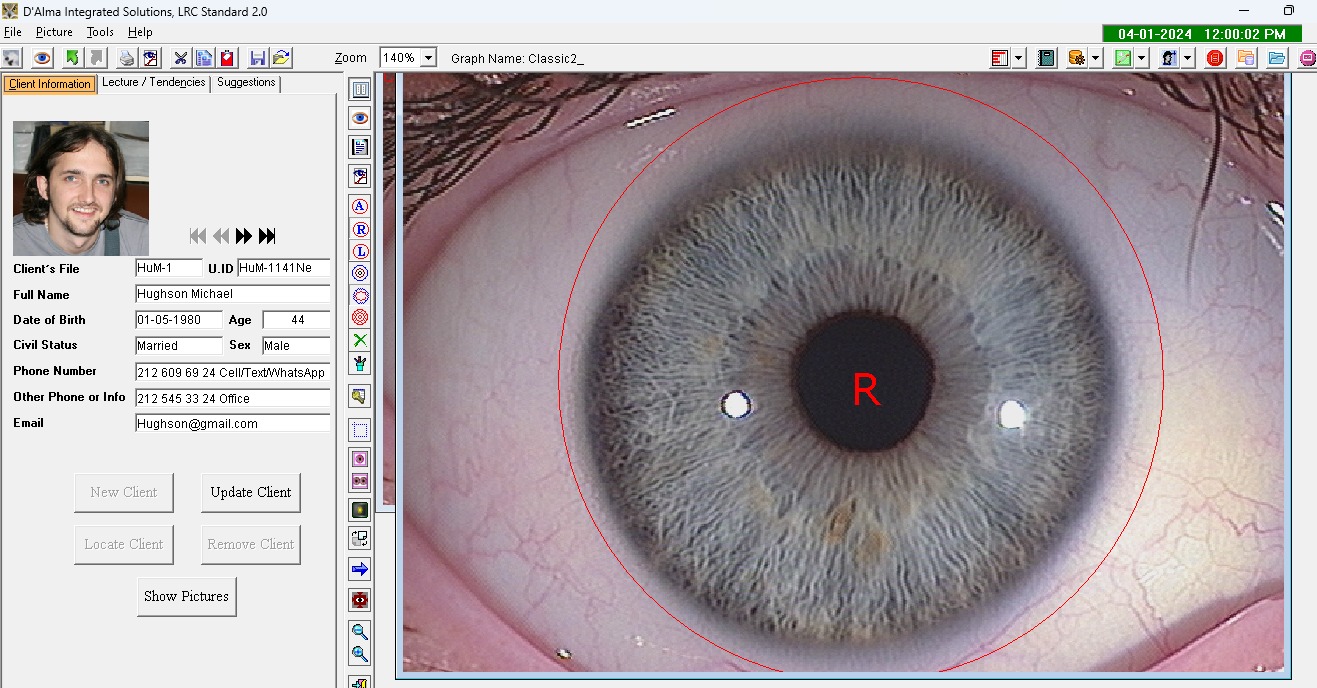 D'Alma Integrated Solutions, LRC Standard 2.0
File Picture Tools Help
04-01-2024 12:00:02 PM
Zoom 140% Graph Name: Classic2_
Client Information Lecture / Tendencies Suggestions
Client´s File HuM-1 U.ID HuM-1141Ne
Full Name Hughson Michael
Date of Birth 01-05-1980 Age 44
Civil Status Married Sex Male
Phone Number 212 609 69 24 Cell/Text/WhatsApp
Other Phone or Info 212 545 33 24 Office
Email Hughson@gmail.com
New Client Update Client
Locate Client Remove Client
Show Pictures
A
R
L
R